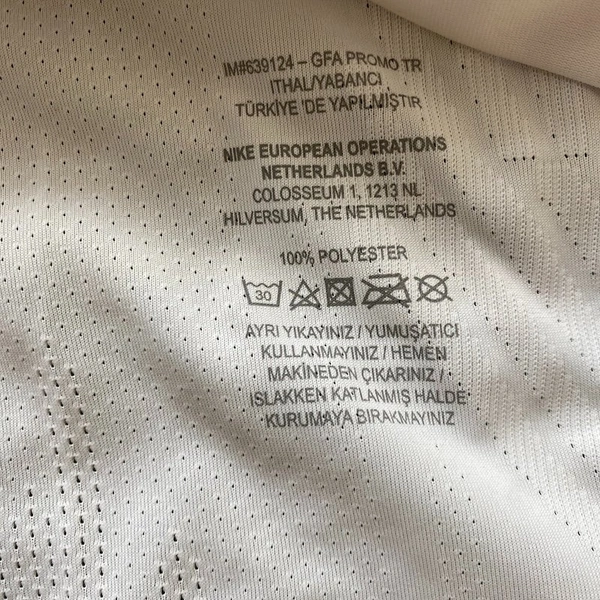 IM#639124 – GFA PROMO TR
ITHAL/YABANCI
TÜRKİYE 'DE YAPILMIŞTIR
NIKE EUROPEAN OPERATIONS
NETHERLANDS B.V.
COLOSSEUM 1, 1213 NL
HILVERSUM, THE NETHERLANDS
100% POLYESTER
30
AYRI YIKAYINIZ / YUMUŞATICI
KULLANMAYINIZ / HEMEN
MAKİNEDEN ÇIKARINIZ /
ISLAKKEN KATLANMIŞ HALDE
KURUMAYA BIRAKMAYINIZ